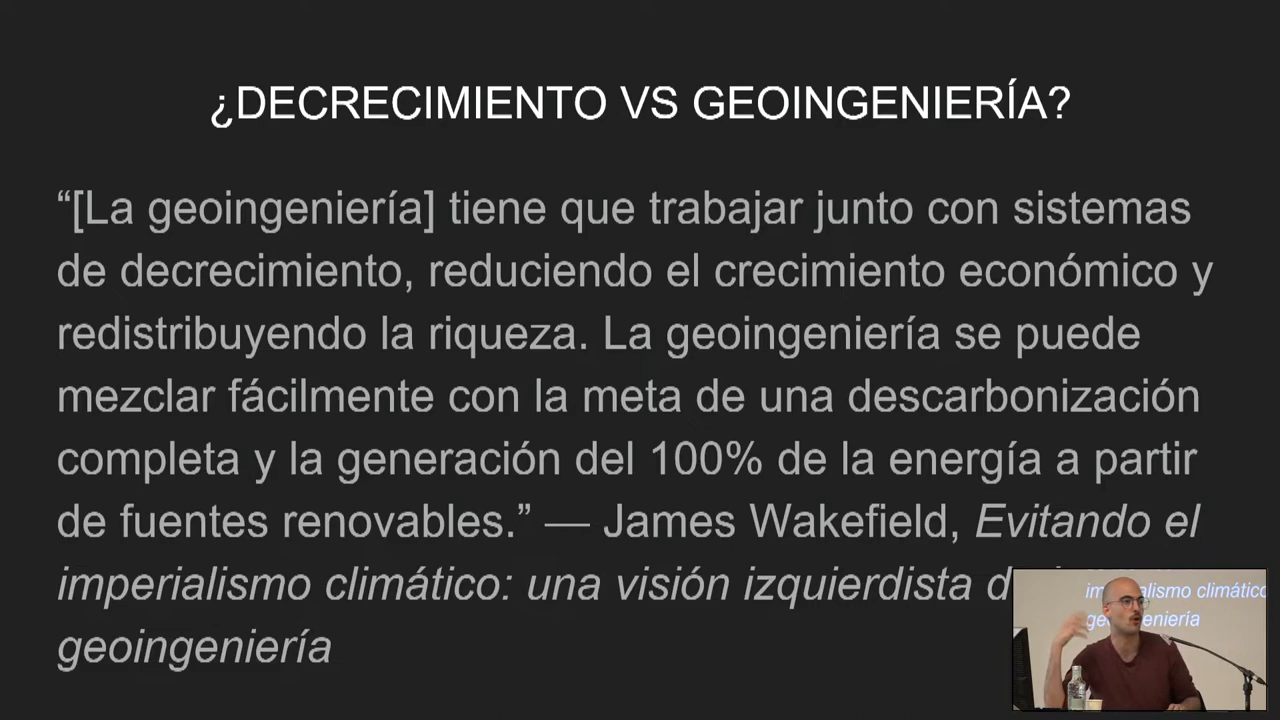 ¿DECRECIMIENTO VS GEOINGENIERÍA?
“[La geoingeniería] tiene que trabajar junto con sistemas
de decrecimiento, reduciendo el crecimiento económico y
redistribuyendo la riqueza. La geoingeniería se puede
mezclar fácilmente con la meta de una descarbonización
completa y la generación del 100% de la energía a partir
de fuentes renovables.” — James Wakefield, Evitando el
imperialismo climático: una visión izquierdista
geoingeniería
climático